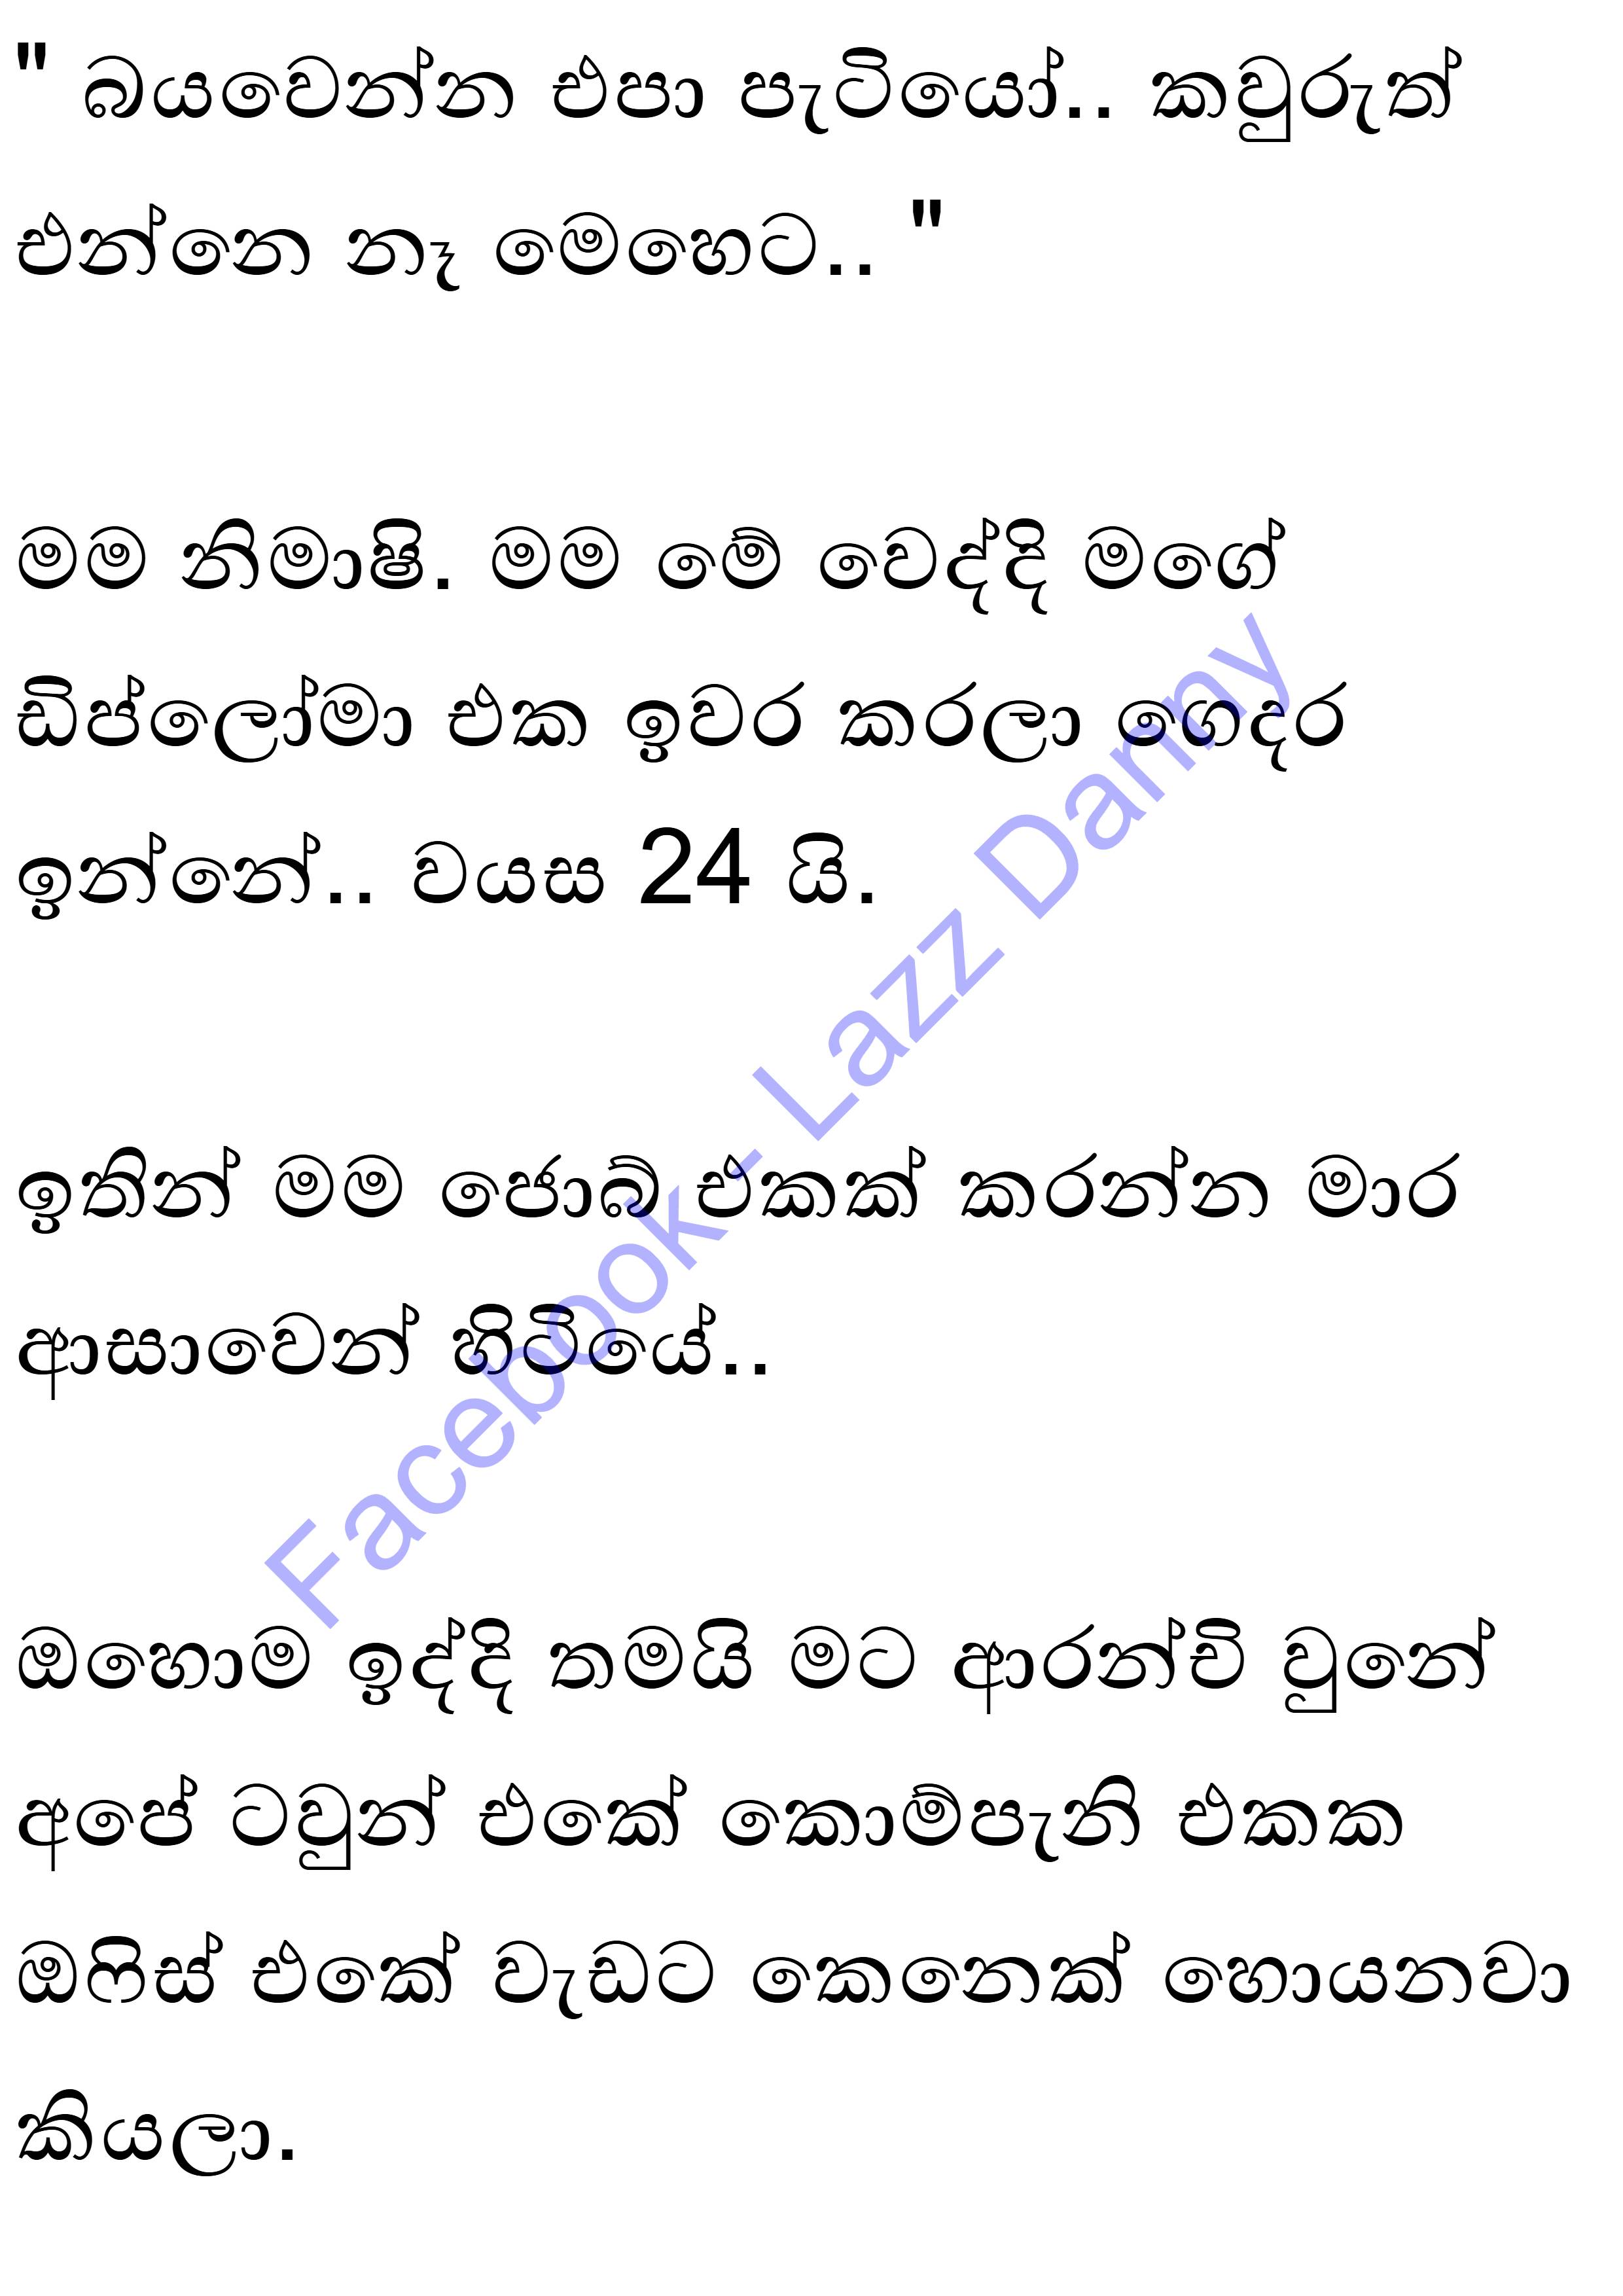 " බයවෙන්න එපා පැටියෝ.. කවුරුත්
එන්නෙ නෑ මෙහෙට.. "
මම නිමාෂි. මම මේ වෙද්දි මගේ
ඩිප්ලෝමා එක ඉවර කරලා ගෙදර
ඉන්නේ.. වයස 24 යි.
ඉතින් මම ජොබ් එකක් කරන්න මාර
ආසාවෙන් හිටියේ..
ඔහොම ඉද්දි තමයි මට ආරන්චි වුනේ
අපේ ටවුන් එකේ කොම්පැනි එකක
ඔෆිස් එකේ වැඩට කෙනෙක් හොයනවා
කියලා.
Facebook - Lazz Danny